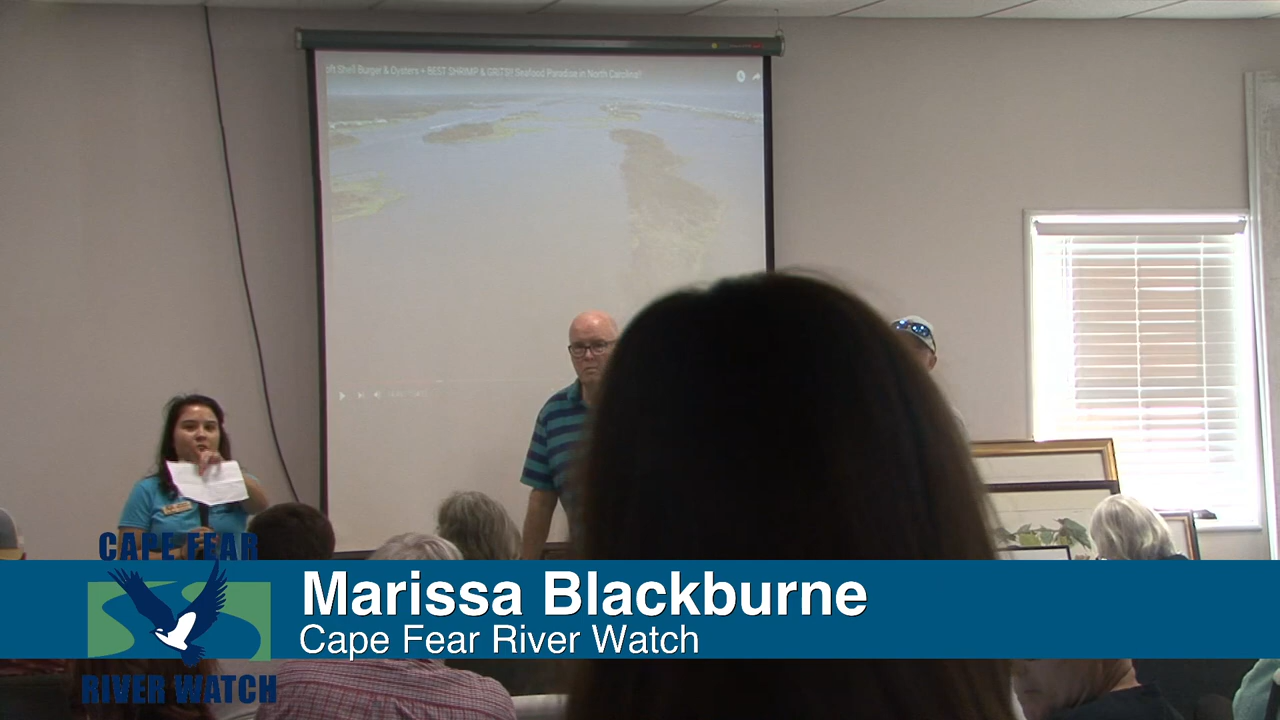 oft Shell Burger & Oysters + BEST SHRIMP & GRITS!! Seafood Paradise in North Carolina!!
CAPE FEAR
RIVER WATCH
Marissa Blackburne
Cape Fear River Watch